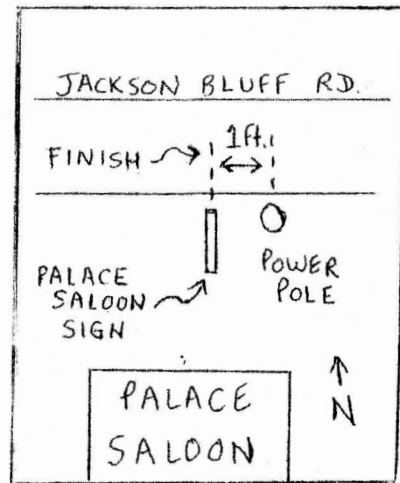 JACKSON BLUFF RD.
1ft.
FINISH
PALACE
SALOON
SIGN
POWER
POLE
N
PALACE
SALOON